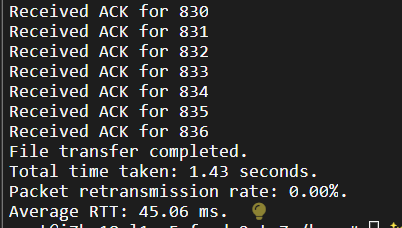 Received ACK for 830
Received ACK for 831
Received ACK for 832
Received ACK for 833
Received ACK for 834
Received ACK for 835
Received ACK for 836
File transfer completed.
Total time taken: 1.43 seconds.
Packet retransmission rate: 0.00%.
Average RTT: 45.06 ms.